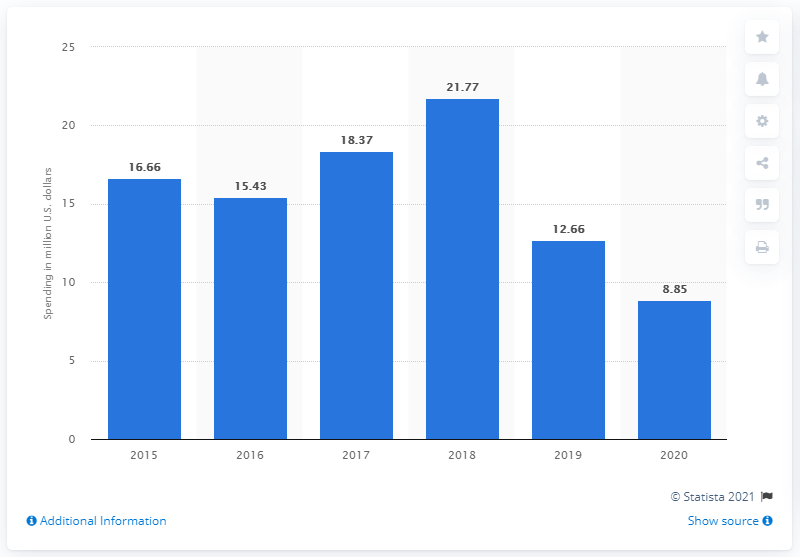 25
20
15
10
5
0
Spending in million U.S. dollars
16.66
15.43
18.37
21.77
12.66
8.85
2015 2016 2017 2018 2019 2020
© Statista 2021
Additional Information
Show source